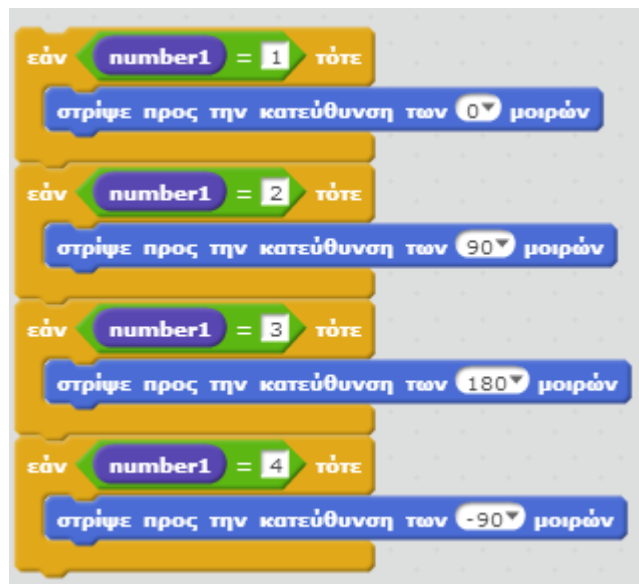 εάν number1 = 1 τότε
στρίψε προς την κατεύθυνση των 0 μοιρών
εάν number1 = 2 τότε
στρίψε προς την κατεύθυνση των 90 μοιρών
εάν number1 = 3 τότε
στρίψε προς την κατεύθυνση των 180 μοιρών
εάν number1 = 4 τότε
στρίψε προς την κατεύθυνση των -90 μοιρών